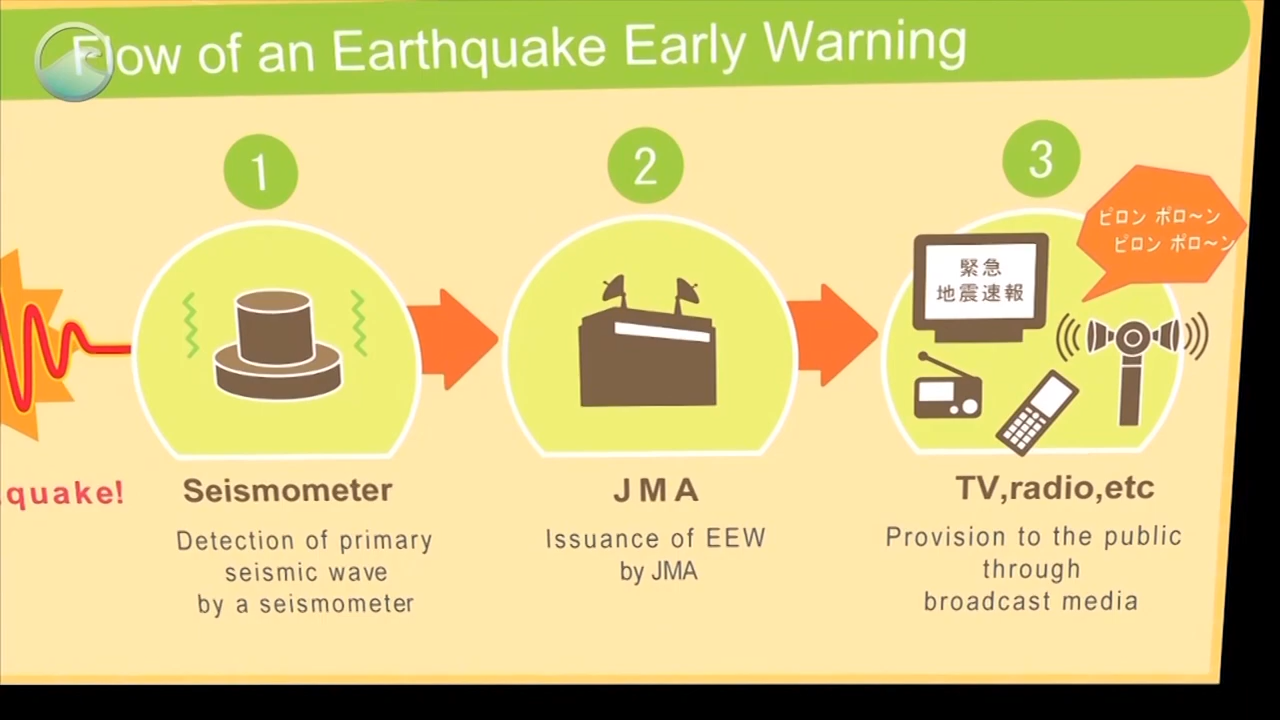 Flow of an Earthquake Early Warning
1
2
3
ピロン ポロ〜ン
ピロン ポロ〜ン
緊急
地震速報
quake!
Seismometer
Detection of primary
seismic wave
by a seismometer
JMA
Issuance of EEW
by JMA
TV,radio,etc
Provision to the public
through
broadcast media